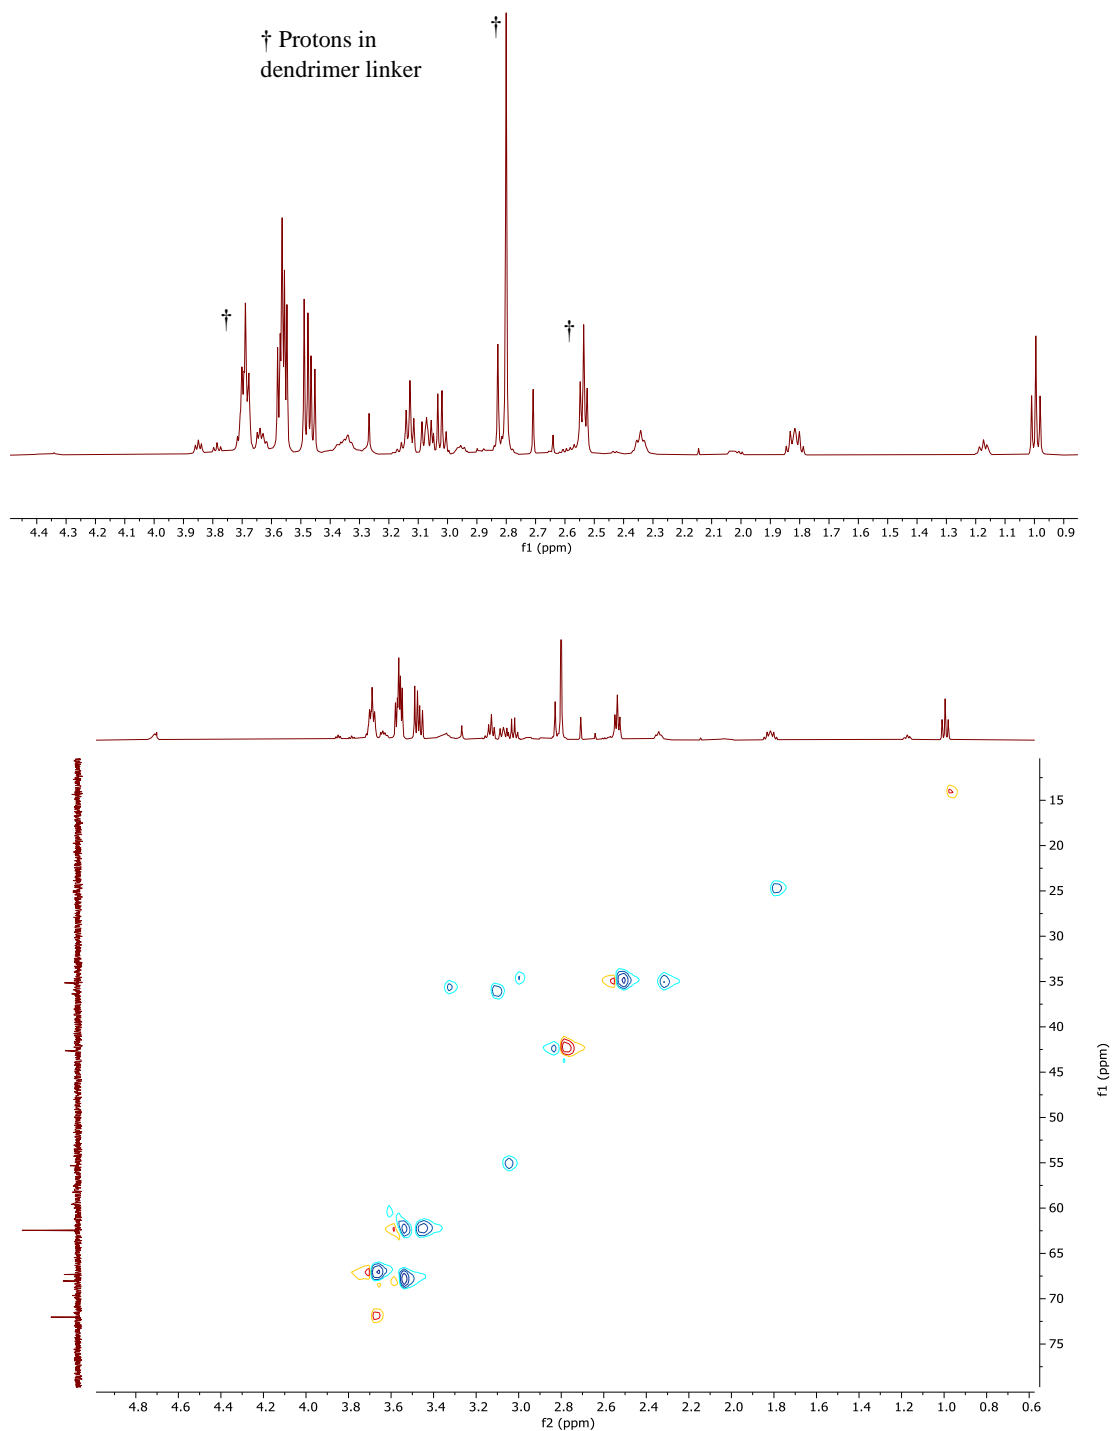 †
† Protons in
dendrimer linker
†
†
4.4 4.3 4.2 4.1 4.0 3.9 3.8 3.7 3.6 3.5 3.4 3.3 3.2 3.1 3.0 2.9 2.8 2.7 2.6 2.5 2.4 2.3 2.2 2.1 2.0 1.9 1.8 1.7 1.6 1.5 1.4 1.3 1.2 1.1 1.0 0.9
f1 (ppm)
15
20
25
30
35
40
45
50
55
60
65
70
75
f1 (ppm)
4.8 4.6 4.4 4.2 4.0 3.8 3.6 3.4 3.2 3.0 2.8 2.6 2.4 2.2 2.0 1.8 1.6 1.4 1.2 1.0 0.8 0.6
f2 (ppm)